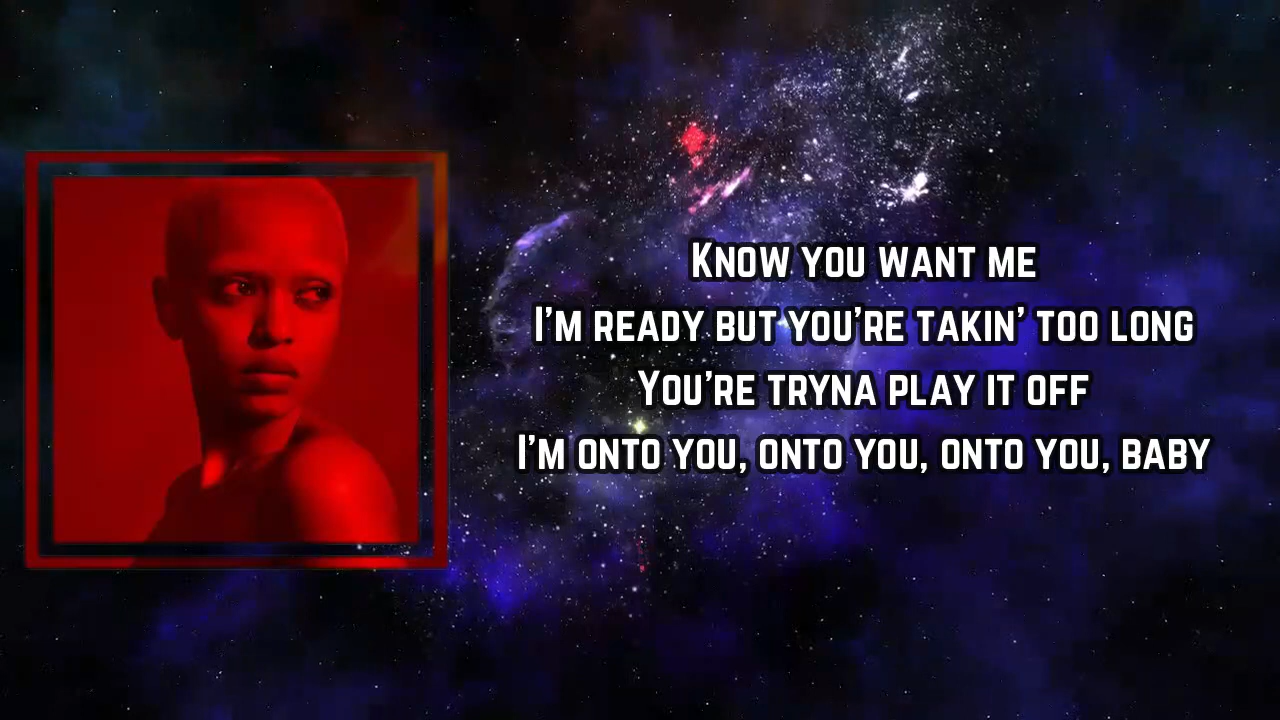 Know you want me
I'm ready but you're takin' too long
You're tryna play it off
I'm onto you, onto you, onto you, baby